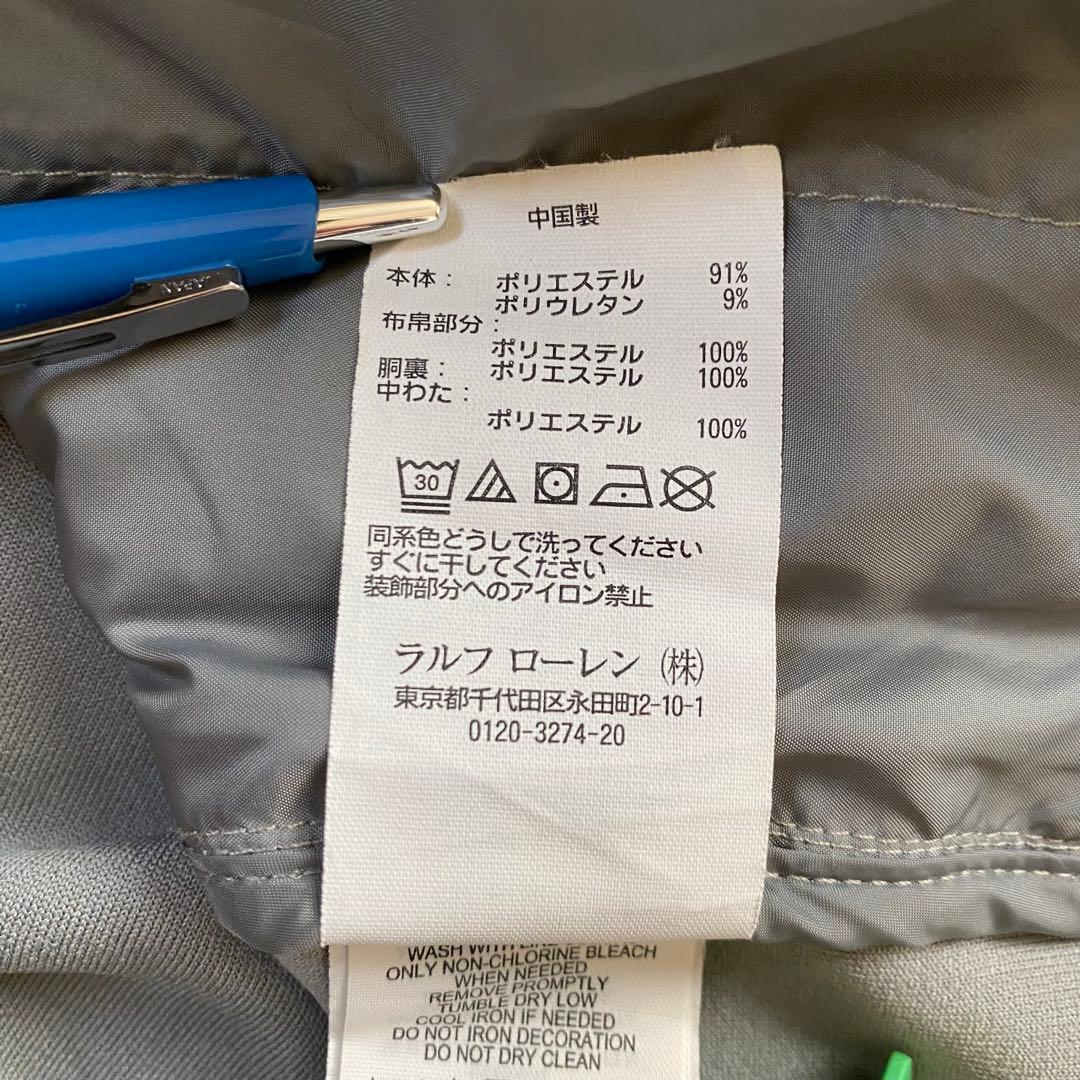 JAPAN
中国製
本体: ポリエステル 91%
ポリウレタン 9%
布帛部分:
ポリエステル 100%
胴裏: ポリエステル 100%
中わた:
ポリエステル 100%
30
同系色どうしで洗ってください
すぐに干してください
装飾部分へのアイロン禁止
ラルフ ローレン (株)
東京都千代田区永田町2-10-1
0120-3274-20
WASH WITH
ONLY NON-CHLORINE BLEACH
WHEN NEEDED
REMOVE PROMPTLY
TUMBLE DRY LOW
COOL IRON IF NEEDED
DO NOT IRON DECORATION
DO NOT DRY CLEAN